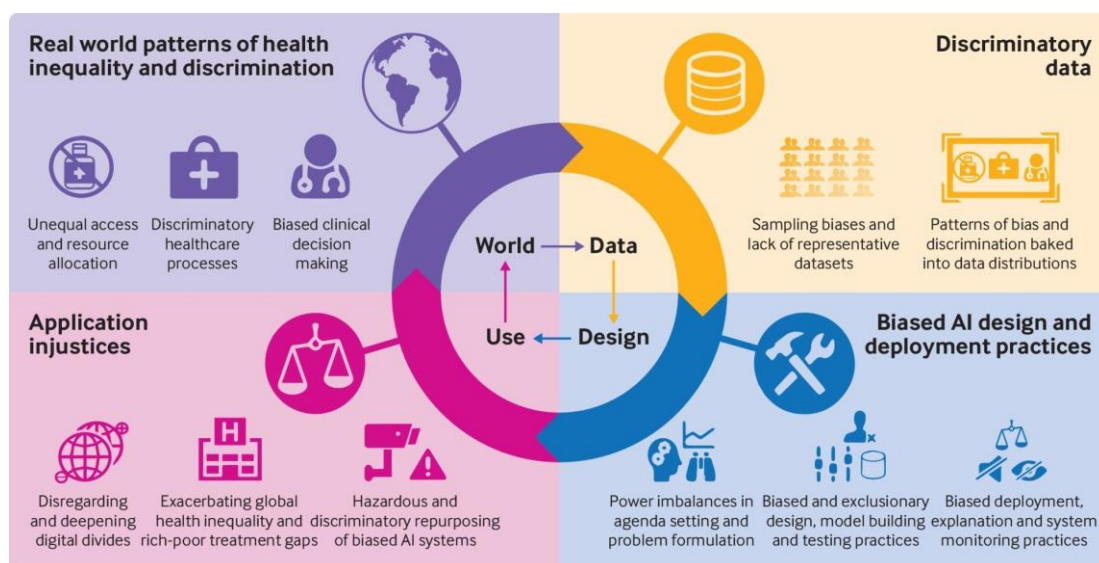 Real world patterns of health
inequality and discrimination
Unequal access
and resource
allocation
Discriminatory
healthcare
processes
Biased clinical
decision
making
Discriminatory
data
Sampling biases and
lack of representative
datasets
Patterns of bias and
discrimination baked
into data distributions
World
Data
Use
Design
Application
injustices
H
Disregarding
and deepening
digital divides
Exacerbating global
health inequality and
rich-poor treatment gaps
Hazardous and
discriminatory repurposing
of biased AI systems
Biased AI design and
deployment practices
Power imbalances in
agenda setting and
problem formulation
Biased and exclusionary
design, model building
and testing practices
Biased deployment,
explanation and system
monitoring practices